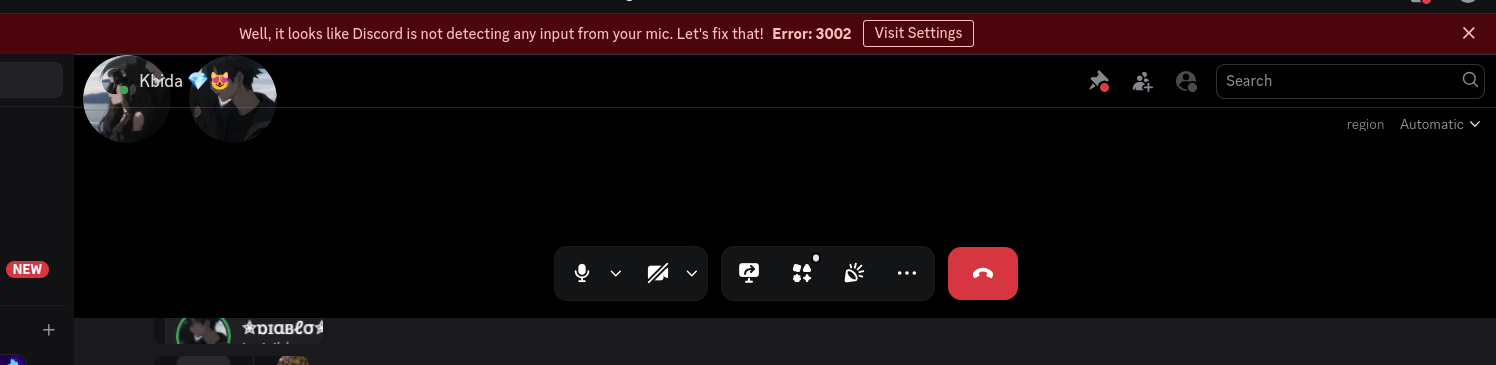 Well, it looks like Discord is not detecting any input from your mic. Let's fix that! Error: 3002 Visit Settings
Kbida 💎😻
Search
region Automatic
NEW
✯ɒɪɑʙℓσ✯